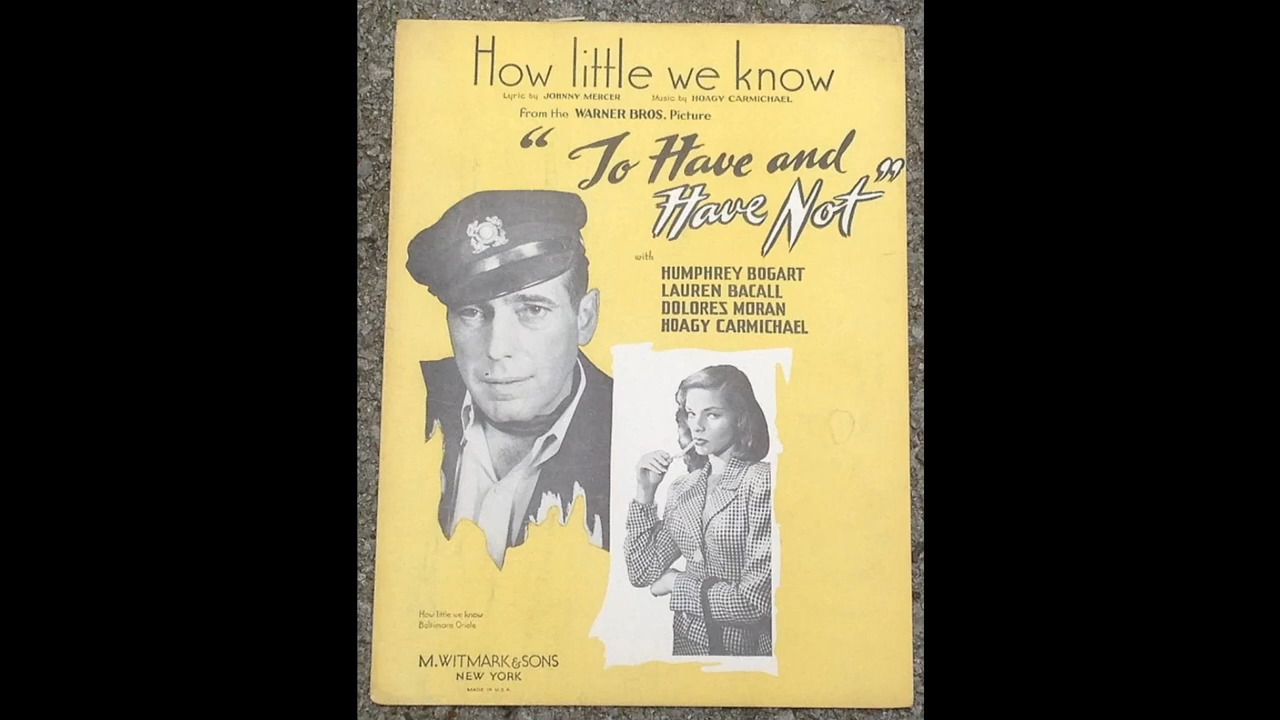 How little we know
Lyric by JOHNNY MERCER Music by HOAGY CARMICHAEL
From the WARNER BROS. Picture
"To Have and
Have Not"
with
HUMPHREY BOGART
LAUREN BACALL
DOLORES MORAN
HOAGY CARMICHAEL
How little we know
Baltimore Oriole
M. WITMARK & SONS
NEW YORK
MADE IN U.S.A.